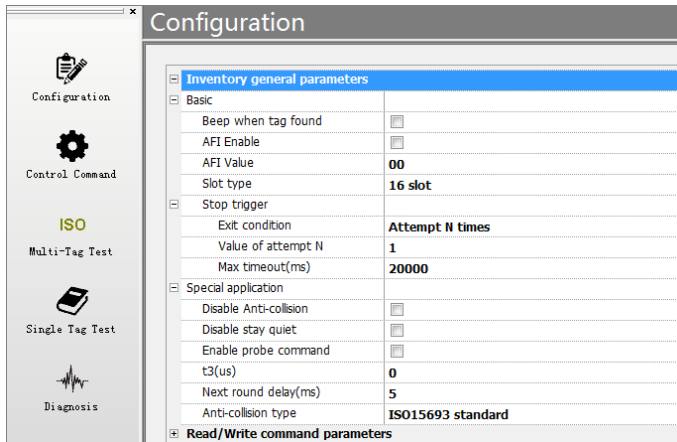 Configuration
Configuration
Control Command
ISO
Multi-Tag Test
Single Tag Test
Diagnosis
Inventory general parameters
Basic
Beep when tag found
AFI Enable
AFI Value 00
Slot type 16 slot
Stop trigger
Exit condition Attempt N times
Value of attempt N 1
Max timeout(ms) 20000
Special application
Disable Anti-collision
Disable stay quiet
Enable probe command
t3(us) 0
Next round delay(ms) 5
Anti-collision type ISO15693 standard
Read/Write command parameters